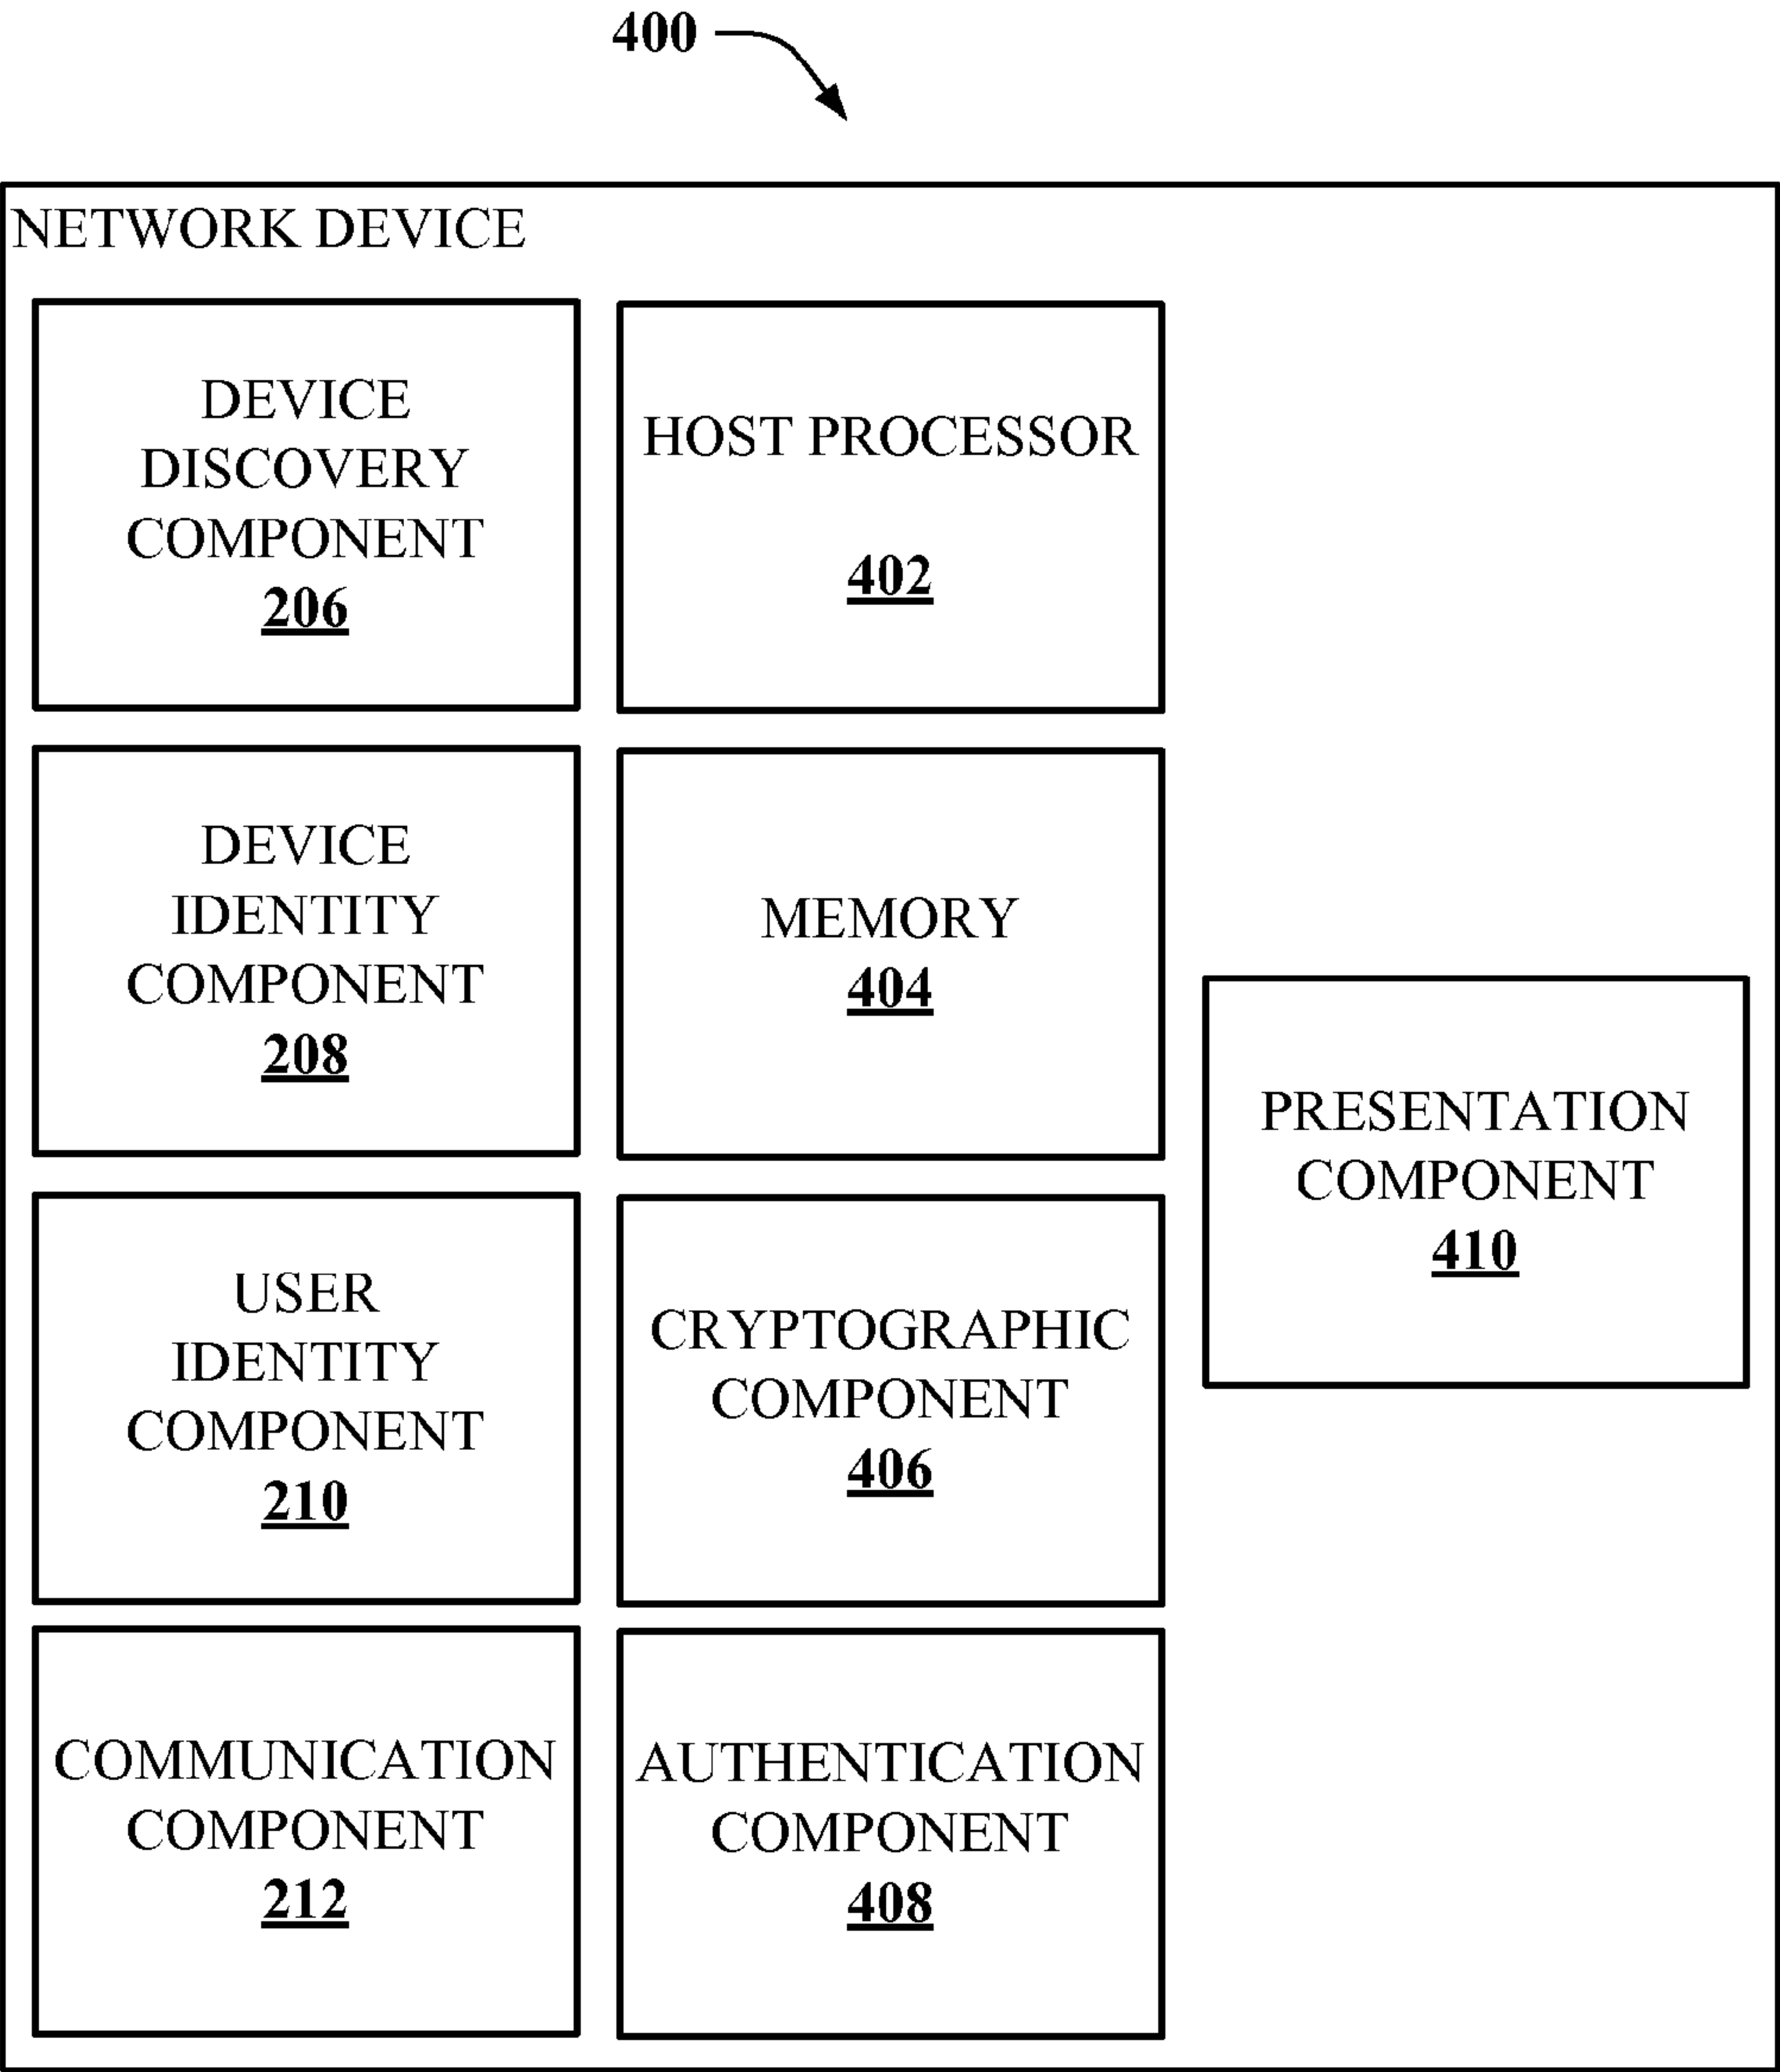 400
NETWORK DEVICE
DEVICE
DISCOVERY
COMPONENT
206
HOST PROCESSOR
402
DEVICE
IDENTITY
COMPONENT
208
MEMORY
404
USER
IDENTITY
COMPONENT
210
CRYPTOGRAPHIC
COMPONENT
406
COMMUNICATION
COMPONENT
212
AUTHENTICATION
COMPONENT
408
PRESENTATION
COMPONENT
410